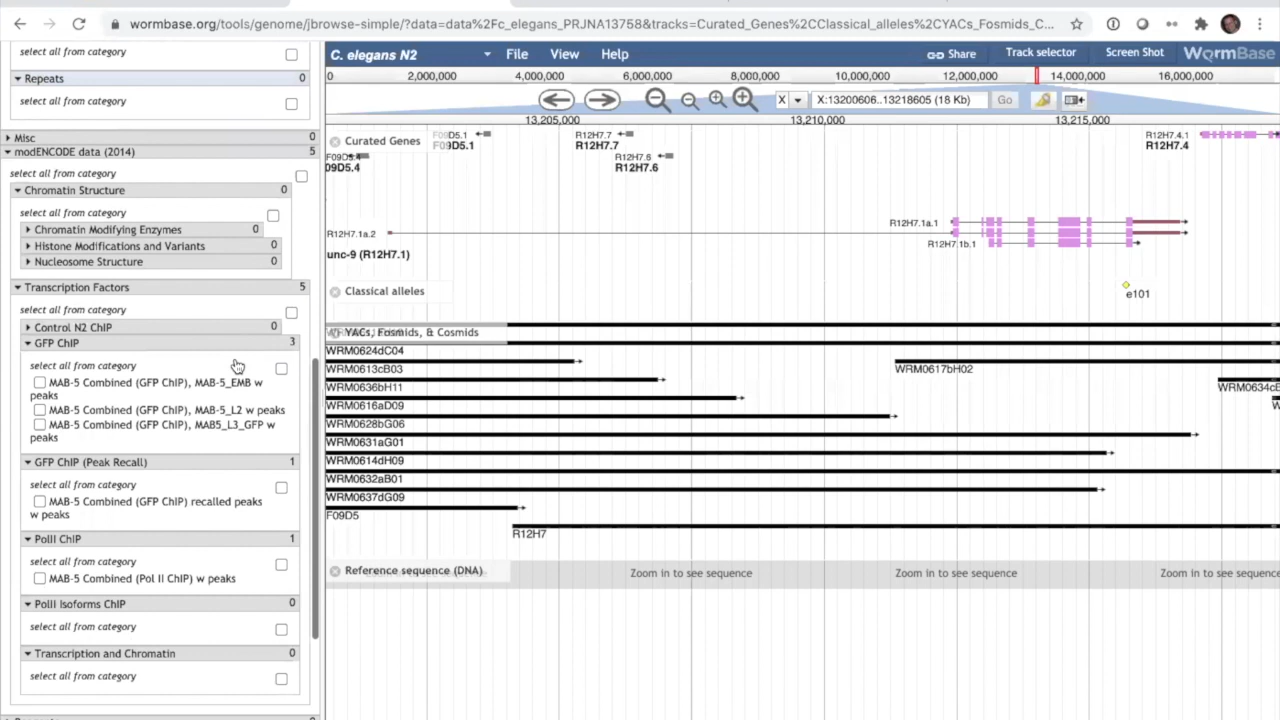 wormbase.org/tools/genome/jbrowse-simple/?data=data%2Fc_elegans_PRJNA13758&tracks=Curated_Genes%2CClassical_alleles%2CYACs_Fosmids_C...
select all from category
Repeats 0
select all from category
Misc 0
modENCODE data (2014) 5
select all from category
Chromatin Structure 0
select all from category
Chromatin Modifying Enzymes 0
Histone Modifications and Variants 0
Nucleosome Structure 0
Transcription Factors 5
select all from category
Control N2 ChIP 0
GFP ChIP 3
select all from category
MAB-5 Combined (GFP ChIP), MAB-5_EMB w
peaks
MAB-5 Combined (GFP ChIP), MAB-5_L2 w peaks
MAB-5 Combined (GFP ChIP), MAB5_L3_GFP w
peaks
GFP ChIP (Peak Recall) 1
select all from category
MAB-5 Combined (GFP ChIP) recalled peaks
w peaks
PolII ChIP 1
select all from category
MAB-5 Combined (Pol II ChIP) w peaks
PolII Isoforms ChIP 0
select all from category
Transcription and Chromatin 0
select all from category
C. elegans N2 File View Help Share Track selector Screen Shot WormBase
0 2,000,000 4,000,000 6,000,000 8,000,000 10,000,000 12,000,000 14,000,000 16,000,000
X X:13200606..13218605 (18 Kb) Go
13,205,000 13,210,000 13,215,000
Curated Genes
F09D5.1
F09D5.1
R12H7.7
R12H7.7
R12H7.4.1
R12H7.4
F09D5.4
09D5.4
R12H7.6
R12H7.6
R12H7.1a.1
R12H7.1a.2
R12H7.1b.1
unc-9 (R12H7.1)
Classical alleles
e101
YACs, Fosmids, & Cosmids
WRM0624dC04
WRM0613cB03
WRM0617bH02
WRM0636bH11
WRM0634cE
WRM0616aD09
W
WRM0628bG06
WRM0631aG01
WRM0614dH09
WRM0632aB01
WRM0637dG09
F09D5
R12H7
Reference sequence (DNA)
Zoom in to see sequence Zoom in to see sequence Zoom in to see sequence